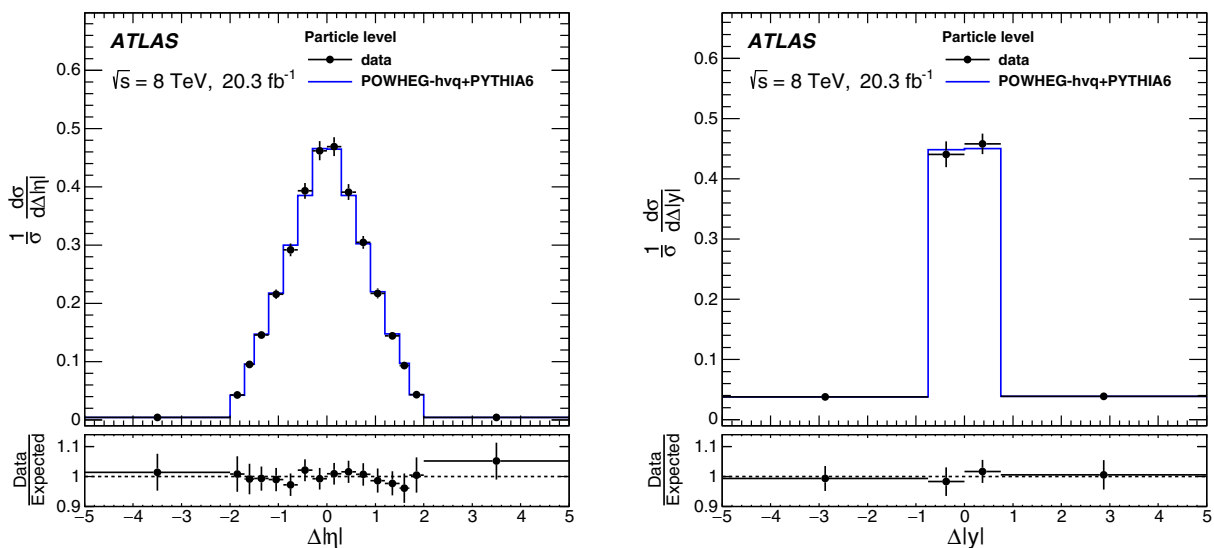 ATLAS
Particle level
data
√s = 8 TeV, 20.3 fb⁻¹
POWHEG-hvq+PYTHIA6
0.6
0.5
0.4
0.3
0.2
0.1
0
1/σ dσ/dΔ|η|
1.1
1
0.9
Data
Expected
−5 −4 −3 −2 −1 0 1 2 3 4 5
Δ|η|
ATLAS
Particle level
data
√s = 8 TeV, 20.3 fb⁻¹
POWHEG-hvq+PYTHIA6
0.6
0.5
0.4
0.3
0.2
0.1
0
1/σ dσ/dΔ|y|
1.1
1
0.9
Data
Expected
−5 −4 −3 −2 −1 0 1 2 3 4 5
Δ|y|